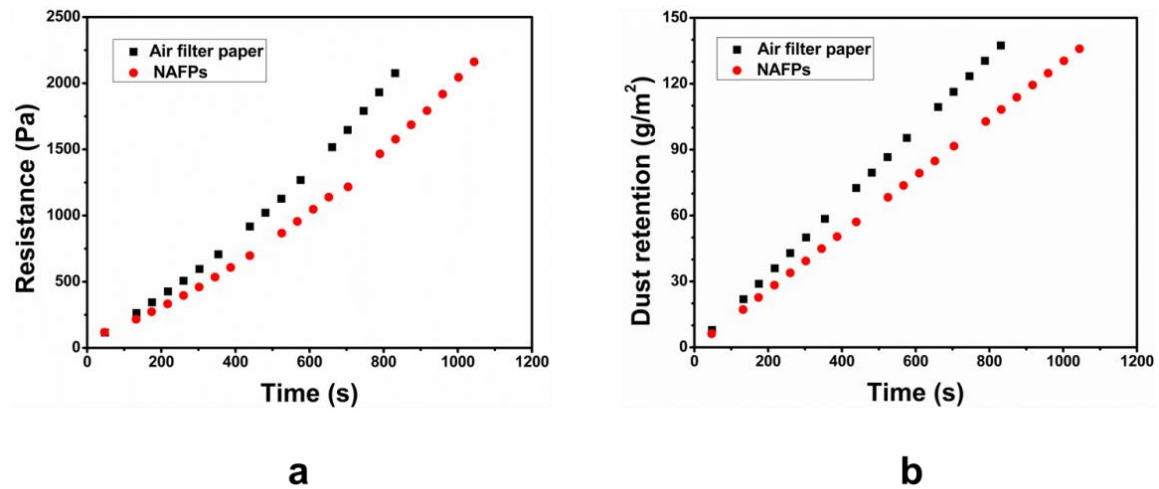 2500
2000
1500
1000
500
0
Resistance (Pa)
Air filter paper
NAFPs
0 200 400 600 800 1000 1200
Time (s)
a
150
120
90
60
30
0
Dust retention (g/m²)
Air filter paper
NAFPs
0 200 400 600 800 1000 1200
Time (s)
b